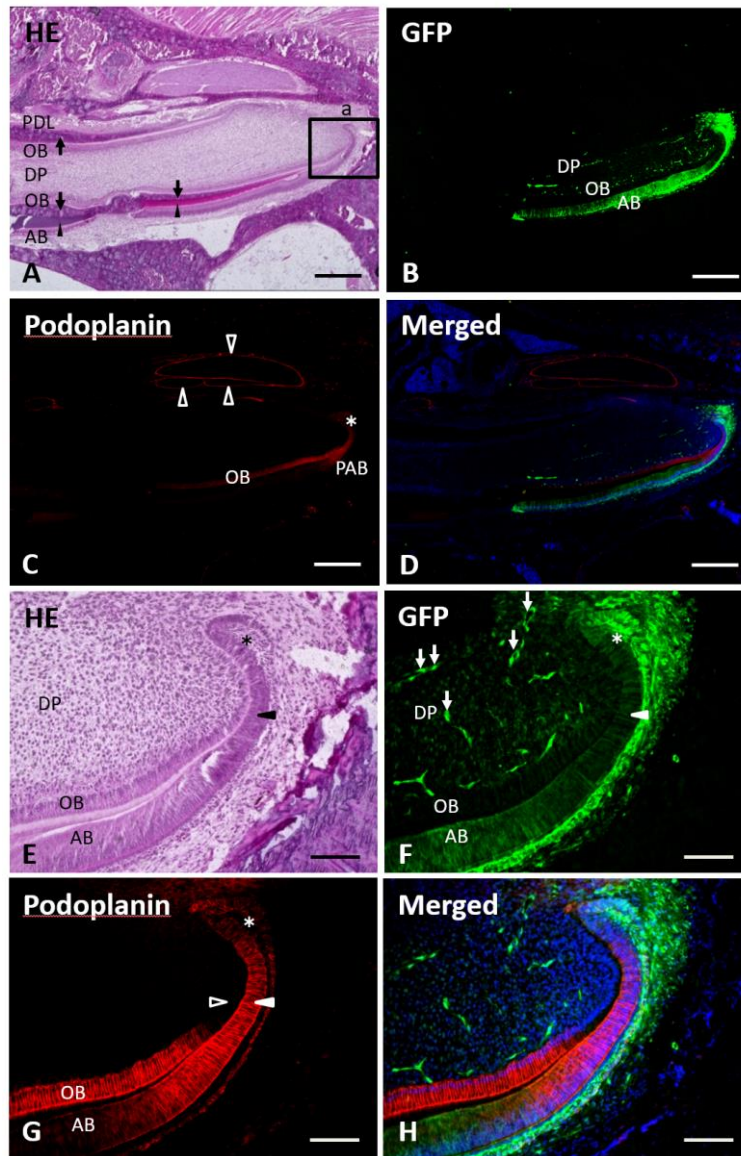 HE
a
PDL
OB
DP
OB
AB
A
GFP
DP
OB
AB
B
Podoplanin
*
OB
PAB
C
Merged
D
HE
*
DP
OB
AB
E
GFP
*
DP
OB
AB
F
Podoplanin
*
OB
AB
G
Merged
H